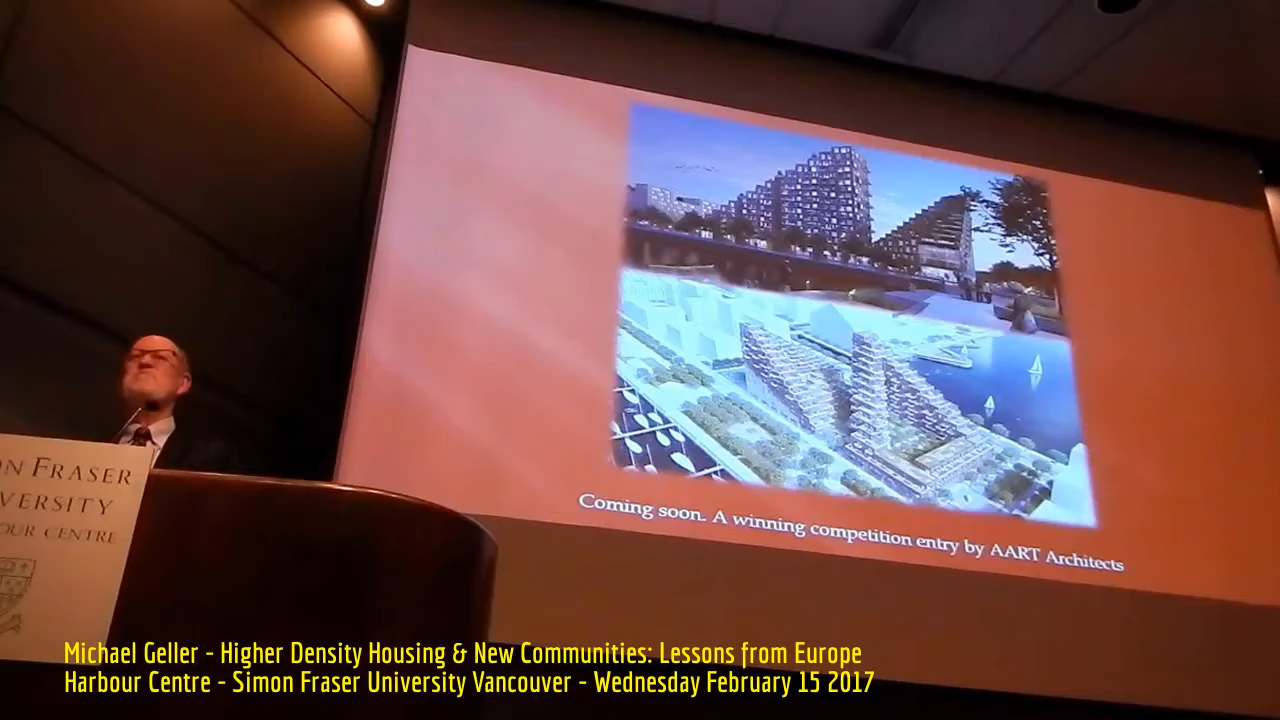 Coming soon. A winning competition entry by AART Architects
ON FRASER
VERSITY
OUR CENTRE
Michael Geller - Higher Density Housing & New Communities: Lessons from Europe
Harbour Centre - Simon Fraser University Vancouver - Wednesday February 15 2017